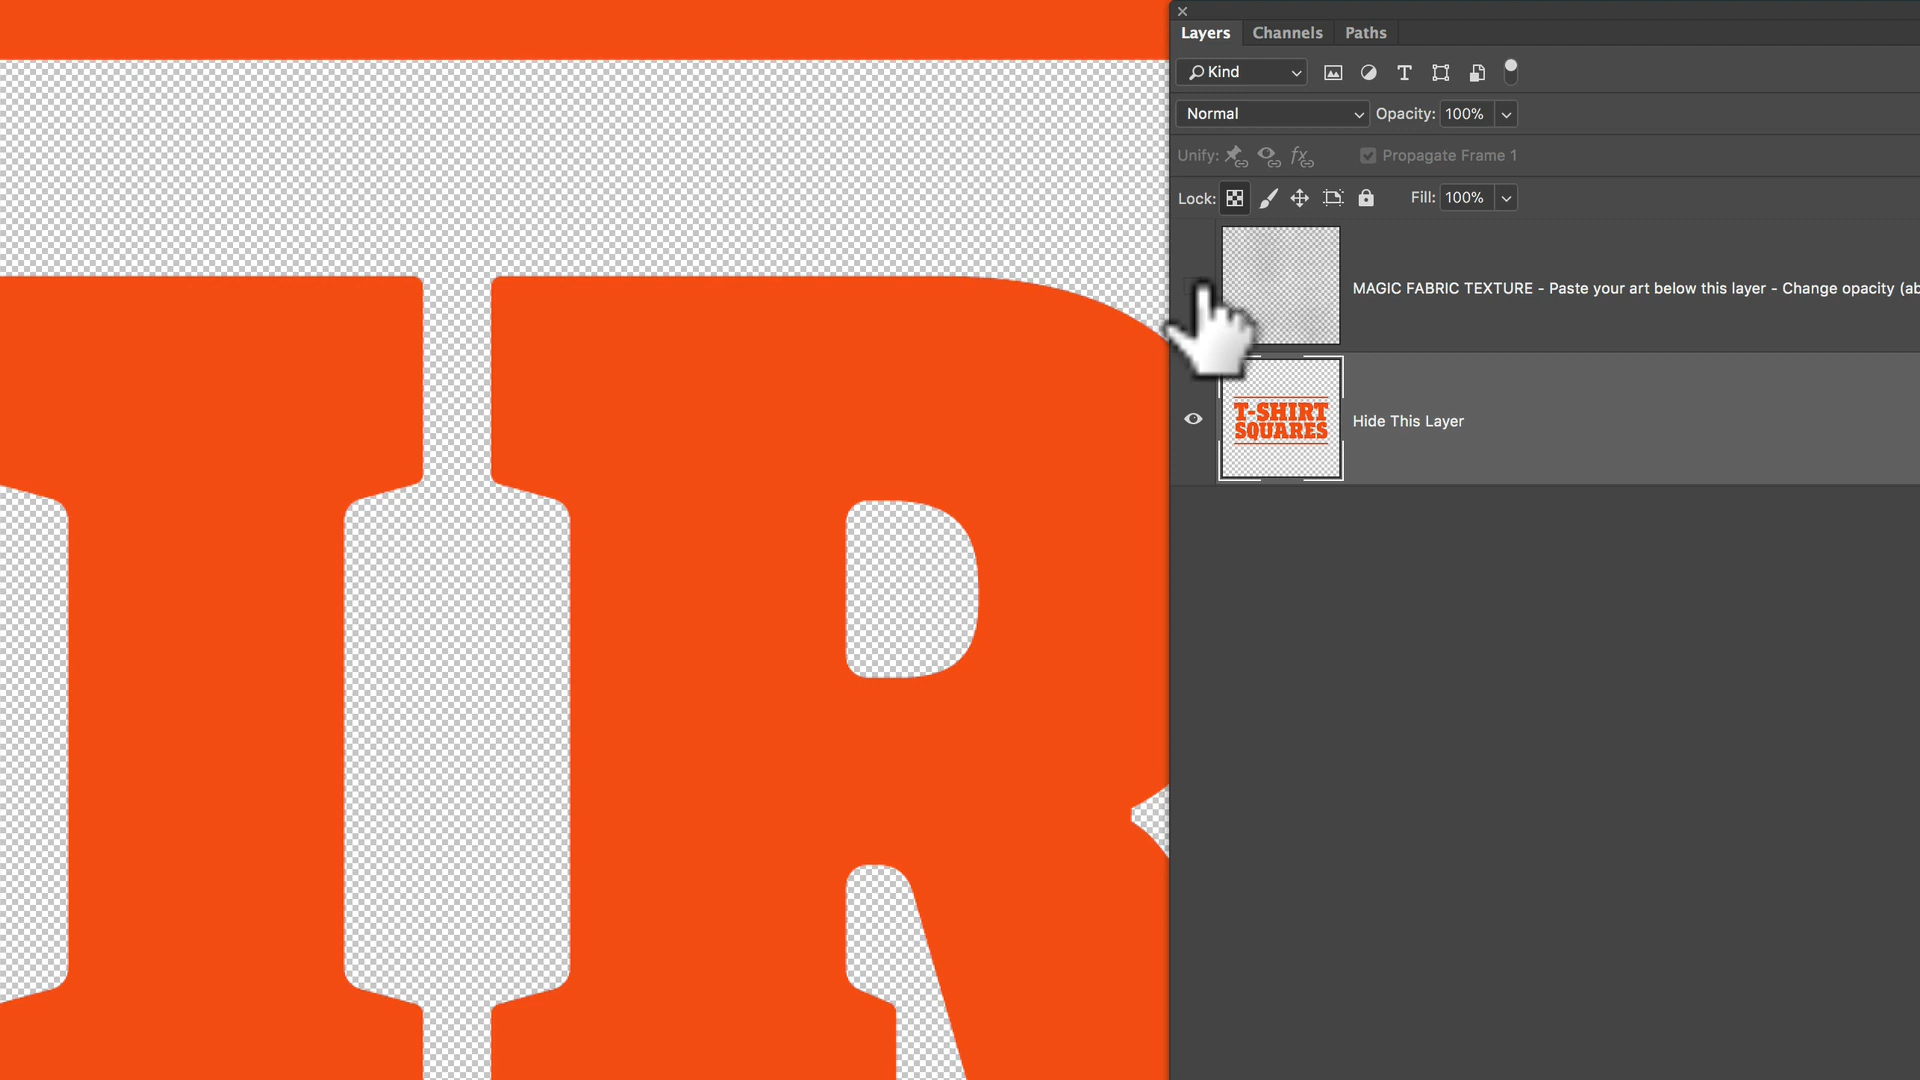 Layers Channels Paths
Kind
Normal Opacity: 100%
Unify: Propagate Frame 1
Lock: Fill: 100%
MAGIC FABRIC TEXTURE - Paste your art below this layer - Change opacity (ab
T-SHIRT
SQUARES
Hide This Layer
IR